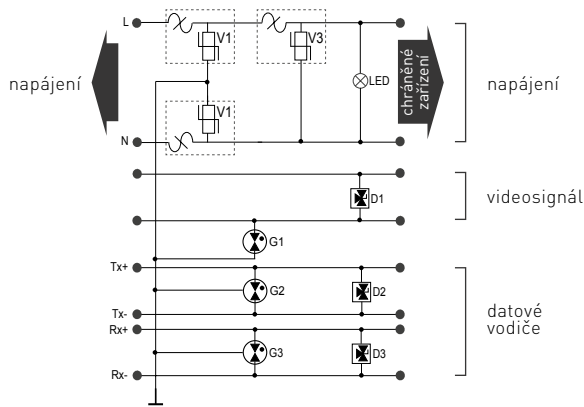 L
V1
V3
napájení
LED
chráněné
zařízení
napájení
V1
N
D1
videosignál
G1
Tx+
G2
D2
Tx-
datové
vodiče
Rx+
G3
D3
Rx-